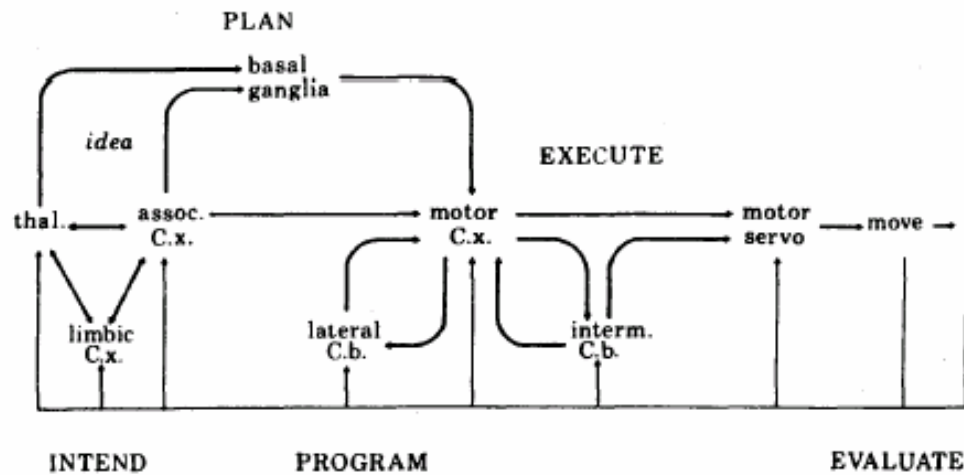 PLAN
basal
ganglia
idea
EXECUTE
thal.
assoc.
C.x.
motor
C.x.
motor
servo
move
limbic
C.x.
lateral
C.b.
interm.
C.b.
INTEND
PROGRAM
EVALUATE